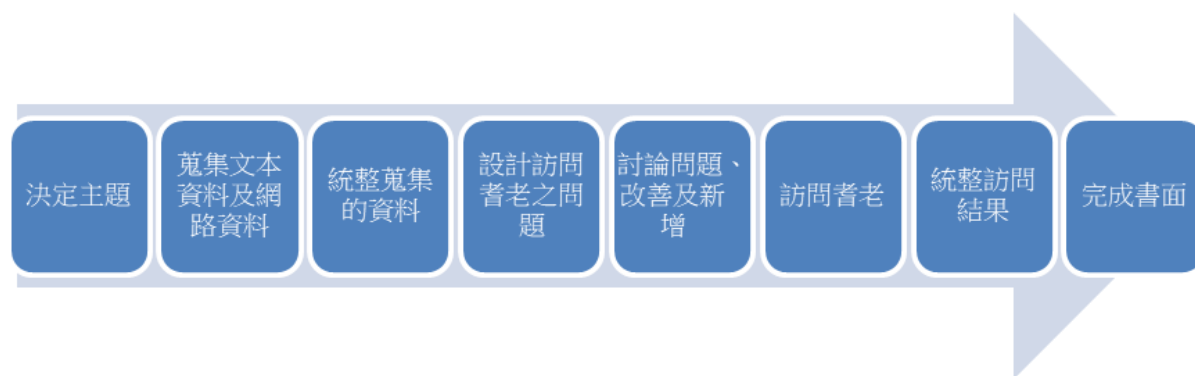 決定主題
蒐集文本
資料及網
路資料
統整蒐集
的資料
設計訪問
耆老之問
題
討論問題、
改善及新
增
訪問耆老
統整訪問
結果
完成書面